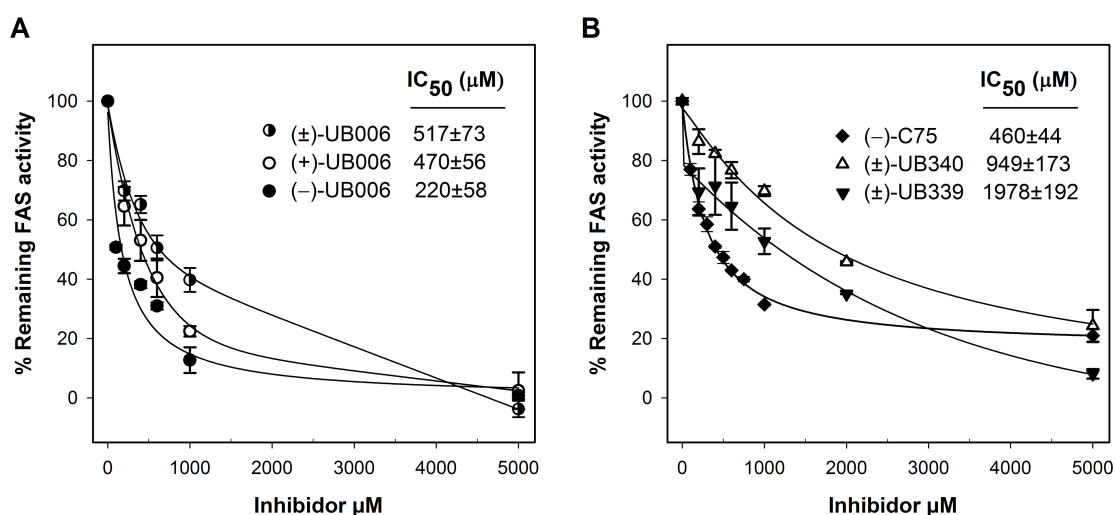 A
% Remaining FAS activity
100
80
60
40
20
0
IC50 (µM)
(±)-UB006 517±73
(+)-UB006 470±56
(−)-UB006 220±58
0 1000 2000 3000 4000 5000
Inhibidor µM
B
% Remaining FAS activity
100
80
60
40
20
0
IC50 (µM)
(−)-C75 460±44
(±)-UB340 949±173
(±)-UB339 1978±192
0 1000 2000 3000 4000 5000
Inhibidor µM